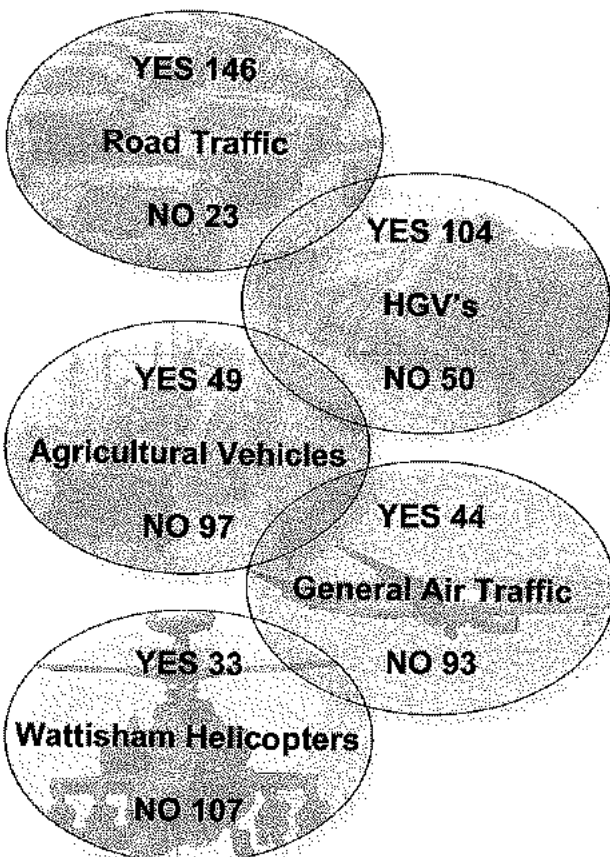 YES 146
Road Traffic
NO 23
YES 104
HGV's
NO 50
YES 49
Agricultural Vehicles
NO 97
YES 44
General Air Traffic
NO 93
YES 33
Wattisham Helicopters
NO 107